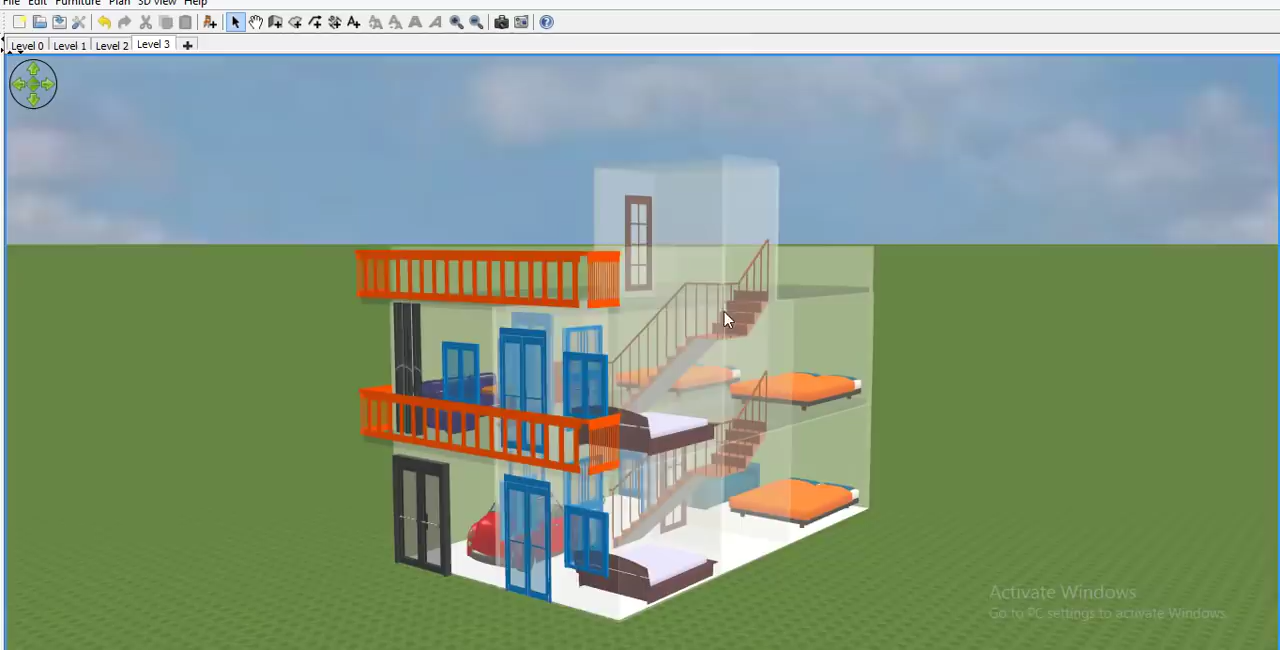 File Edit Furniture Plan 3D view Help
Level 0 Level 1 Level 2 Level 3
Activate Windows
Go to PC settings to activate Windows.